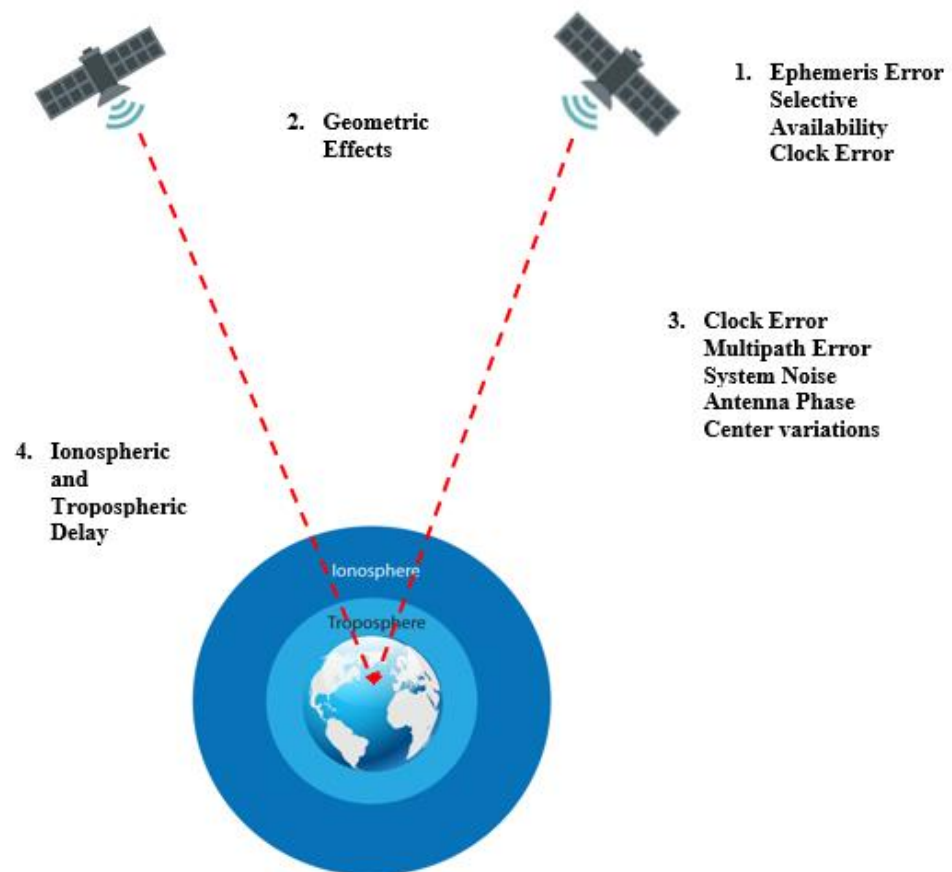 1. Ephemeris Error
Selective
Availability
Clock Error
2. Geometric
Effects
3. Clock Error
Multipath Error
System Noise
Antenna Phase
Center variations
4. Ionospheric
and
Tropospheric
Delay
Ionosphere
Troposphere